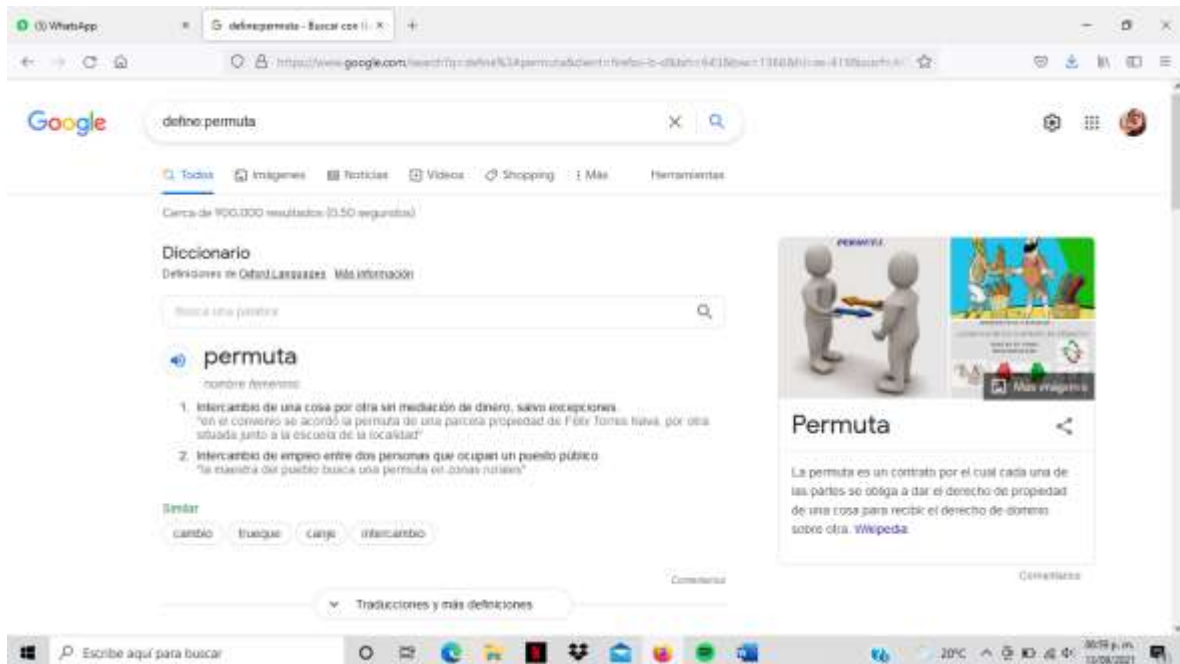 (3) WhatsApp
define:permuta - Buscar con
google.com
Google
define:permuta
Todos Imágenes Noticias Videos Shopping Más Herramientas
Cerca de 900,000 resultados (0.50 segundos)
Diccionario
Definiciones de Oxford Languages Más información
Busca una palabra
permuta
nombre femenino
1. Intercambio de una cosa por otra sin mediación de dinero, salvo excepciones.
"en el convenio se acordó la permuta de una parcela propiedad de Félix Torres por otra
situada junto a la escuela de la localidad"
2. Intercambio de empleo entre dos personas que ocupan un puesto público.
"la maestra del pueblo busca una permuta en zonas rurales"
Similar
cambio trueque canje intercambio
Comentarios
Traducciones y más definiciones
PERMUTA
Más imágenes
Permuta
La permuta es un contrato por el cual cada una de
las partes se obliga a dar el derecho de propiedad
de una cosa para recibir el derecho de dominio
sobre otra. Wikipedia
Comentarios
Escribe aquí para buscar
20°C
06:59 p. m.